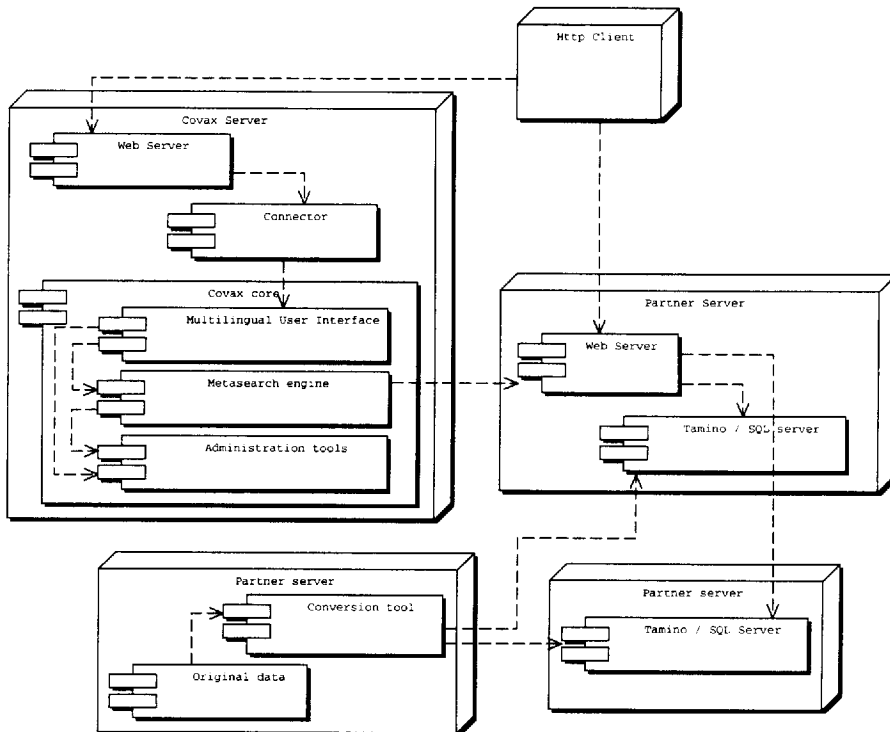 Http Client
Covax Server
Web Server
Connector
Covax core
Multilingual User Interface
Metasearch engine
Administration tools
Partner Server
Web Server
Tamino / SQL server
Partner server
Conversion tool
Original data
Partner server
Tamino / SQL Server